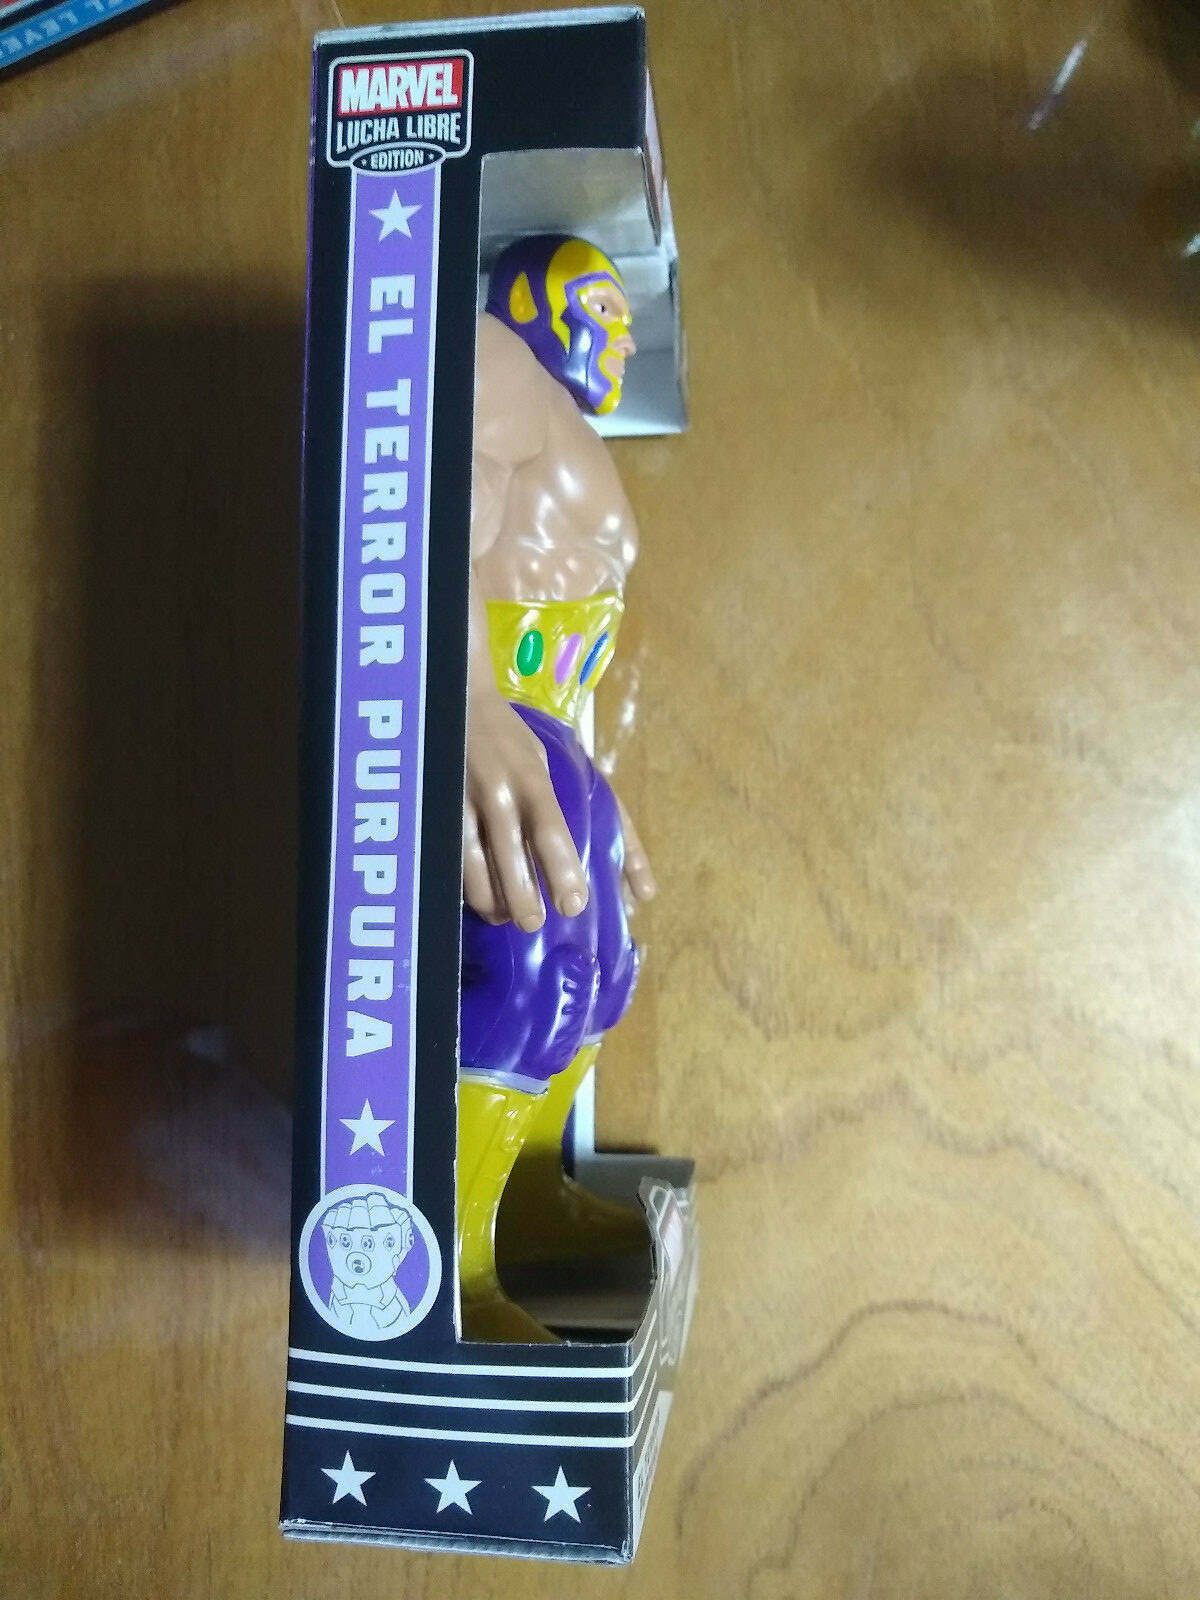 MARVEL
LUCHA LIBRE
EDITION
EL TERROR PURPURA